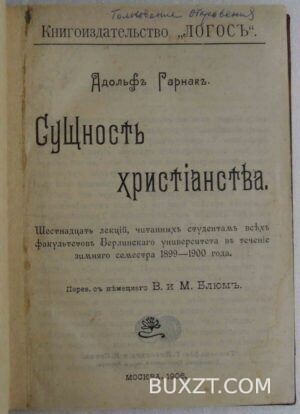 Толкование откровения
Книгоиздательство „ЛОГОСЪ“.
Адольфъ Гарнакъ.
Сущность
христіанства.
Шестнадцать лекцій, читанныхъ студентамъ всѣхъ
факультетовъ Берлинскаго университета въ теченіе
зимняго семестра 1899—1900 года.
Перев. съ нѣмецкаго В. и М. Блюмъ.
МОСКВА, 1906.
BUXZT.COM